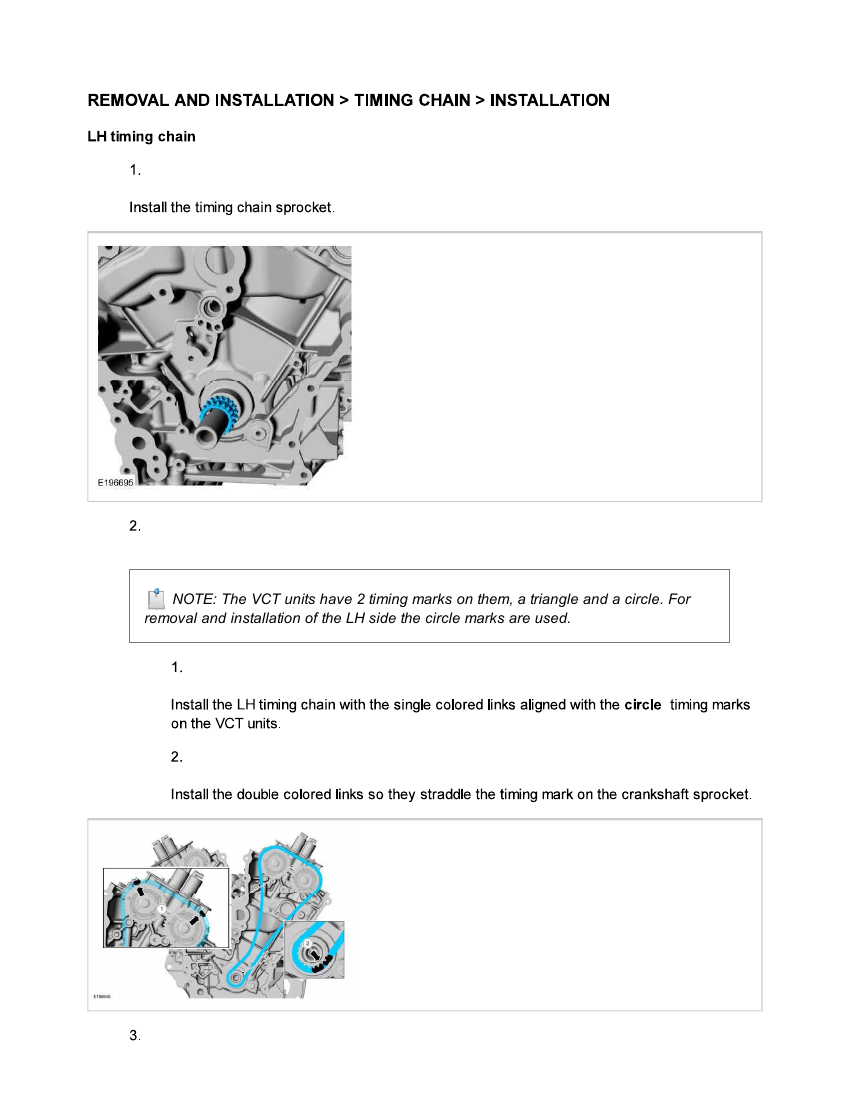 REMOVAL AND INSTALLATION > TIMING CHAIN > INSTALLATION
LH timing chain
1.
Install the timing chain sprocket.
E196695
2.
NOTE: The VCT units have 2 timing marks on them, a triangle and a circle. For
removal and installation of the LH side the circle marks are used.
1.
Install the LH timing chain with the single colored links aligned with the circle timing marks
on the VCT units.
2.
Install the double colored links so they straddle the timing mark on the crankshaft sprocket.
1
2
3.